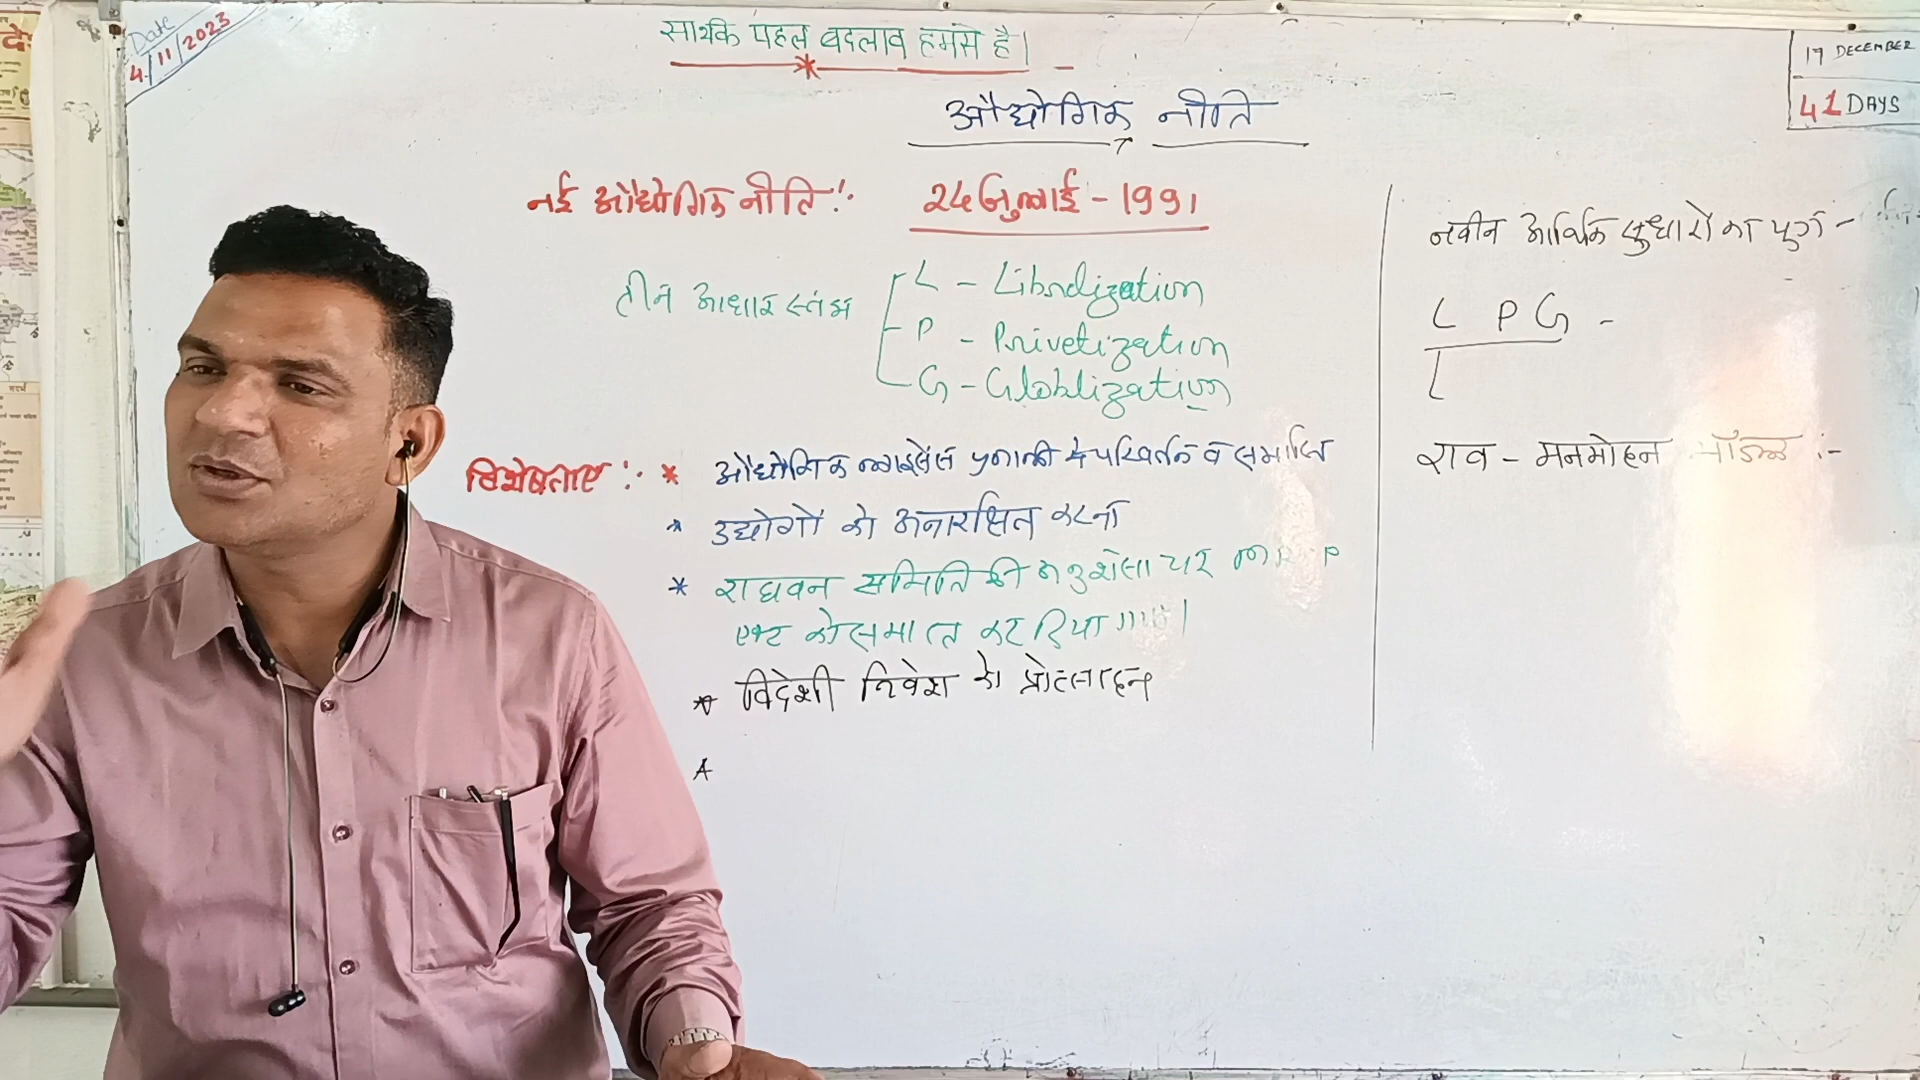 Date
4/11/2023
सार्थक पहल बदलाव हमसे है।
17 DECEMBER
41 DAYS
औद्योगिक नीति
नई औद्योगिक नीति:- 24 जुलाई - 1991
तीन आधार स्तंभ
L - Libralization
P - Privetization
G - Globlization
विशेषताए :- * औद्योगिक लाइसेंस प्रणाली में परिवर्तन व समाप्ति
* उद्योगों को अनारक्षित करना
* राघवन समिति की अनुशंसा पर
एक्ट को समाप्त कर दिया गया।
* विदेशी निवेश को प्रोत्साहन
*
नवीन आर्थिक सुधारों का युग -
L P G -
राव - मनमोहन मॉडल :-